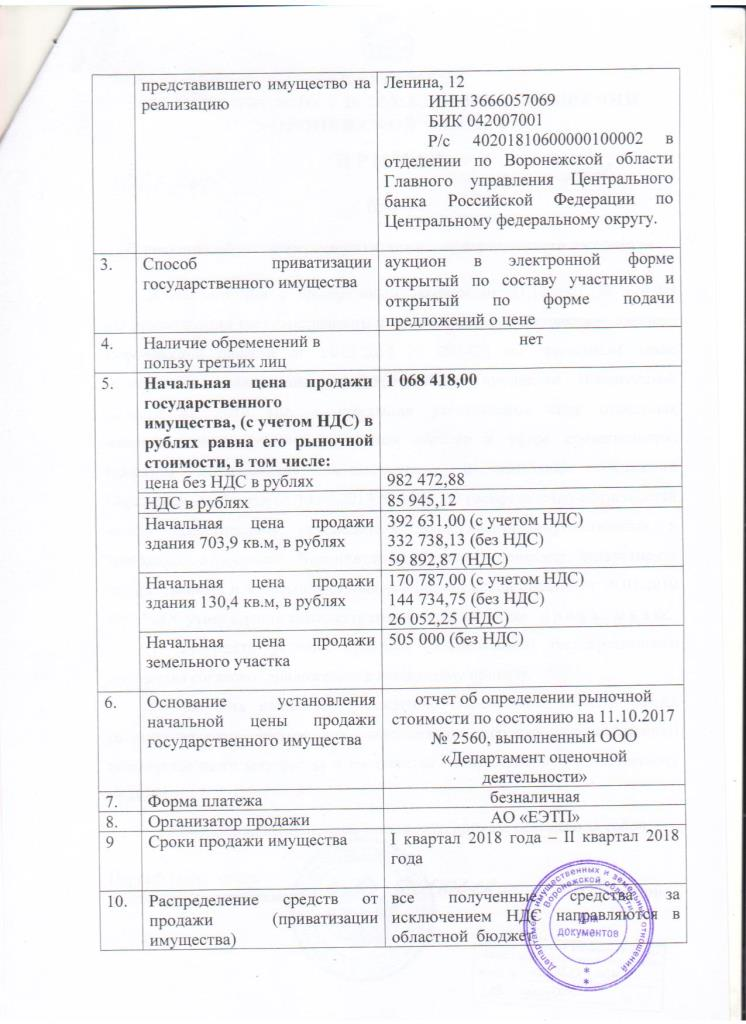 представившего имущество на реализацию
Ленина, 12
ИНН 3666057069
БИК 042007001
Р/с 40201810600000100002 в
отделении по Воронежской области
Главного управления Центрального
банка Российской Федерации по
Центральному федеральному округу.
3.
Способ приватизации
государственного имущества
аукцион в электронной форме
открытый по составу участников и
открытый по форме подачи
предложений о цене
4.
Наличие обременений в
пользу третьих лиц
нет
5.
Начальная цена продажи
государственного
имущества, (с учетом НДС) в
рублях равна его рыночной
стоимости, в том числе:
1 068 418,00
цена без НДС в рублях
982 472,88
НДС в рублях
85 945,12
Начальная цена продажи
здания 703,9 кв.м, в рублях
392 631,00 (с учетом НДС)
332 738,13 (без НДС)
59 892,87 (НДС)
Начальная цена продажи
здания 130,4 кв.м, в рублях
170 787,00 (с учетом НДС)
144 734,75 (без НДС)
26 052,25 (НДС)
Начальная цена продажи
земельного участка
505 000 (без НДС)
6.
Основание установления
начальной цены продажи
государственного имущества
отчет об определении рыночной
стоимости по состоянию на 11.10.2017
№ 2560, выполненный ООО
«Департамент оценочной
деятельности»
7.
Форма платежа
безналичная
8.
Организатор продажи
АО «ЕЭТП»
9
Сроки продажи имущества
I квартал 2018 года – II квартал 2018
года
10.
Распределение средств от
продажи (приватизации
имущества)
все полученные средства за
исключением НДС направляются в
областной бюджет
Департамент имущественных и земельных отношений
Воронежской области
Для
документов